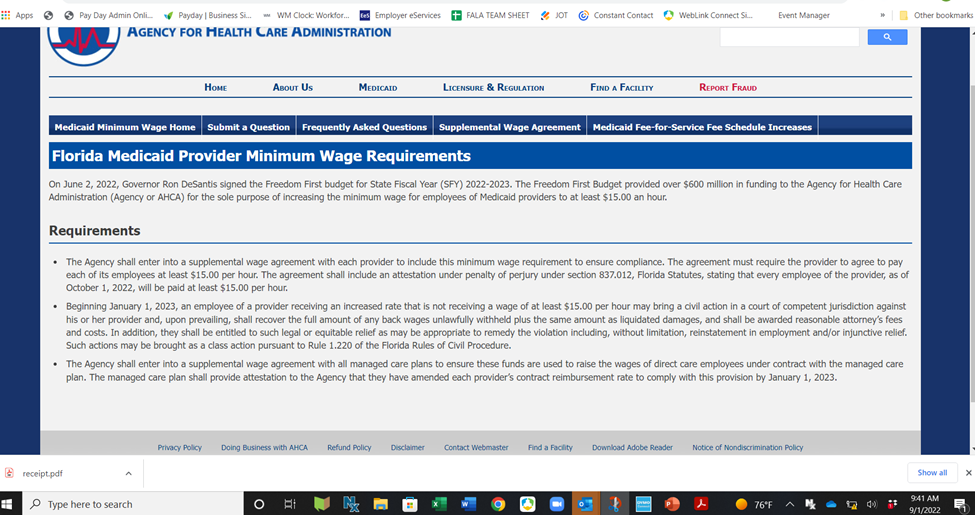 Apps
Pay Day Admin Onli...
Payday | Business Si...
WM Clock: Workfor...
EeS
Employer eServices
FALA TEAM SHEET
JOT
Constant Contact
WebLink Connect Si...
Event Manager
»
Other bookmarks
AGENCY FOR HEALTH CARE ADMINISTRATION
HOME
ABOUT US
MEDICAID
LICENSURE & REGULATION
FIND A FACILITY
REPORT FRAUD
Medicaid Minimum Wage Home
Submit a Question
Frequently Asked Questions
Supplemental Wage Agreement
Medicaid Fee-for-Service Fee Schedule Increases
Florida Medicaid Provider Minimum Wage Requirements
On June 2, 2022, Governor Ron DeSantis signed the Freedom First budget for State Fiscal Year (SFY) 2022-2023. The Freedom First Budget provided over $600 million in funding to the Agency for Health Care
Administration (Agency or AHCA) for the sole purpose of increasing the minimum wage for employees of Medicaid providers to at least $15.00 an hour.
Requirements
• The Agency shall enter into a supplemental wage agreement with each provider to include this minimum wage requirement to ensure compliance. The agreement must require the provider to agree to pay
each of its employees at least $15.00 per hour. The agreement shall include an attestation under penalty of perjury under section 837.012, Florida Statutes, stating that every employee of the provider, as of
October 1, 2022, will be paid at least $15.00 per hour.
• Beginning January 1, 2023, an employee of a provider receiving an increased rate that is not receiving a wage of at least $15.00 per hour may bring a civil action in a court of competent jurisdiction against
his or her provider and, upon prevailing, shall recover the full amount of any back wages unlawfully withheld plus the same amount as liquidated damages, and shall be awarded reasonable attorney's fees
and costs. In addition, they shall be entitled to such legal or equitable relief as may be appropriate to remedy the violation including, without limitation, reinstatement in employment and/or injunctive relief.
Such actions may be brought as a class action pursuant to Rule 1.220 of the Florida Rules of Civil Procedure.
• The Agency shall enter into a supplemental wage agreement with all managed care plans to ensure these funds are used to raise the wages of direct care employees under contract with the managed care
plan. The managed care plan shall provide attestation to the Agency that they have amended each provider's contract reimbursement rate to comply with this provision by January 1, 2023.
Privacy Policy
Doing Business with AHCA
Refund Policy
Disclaimer
Contact Webmaster
Find a Facility
Download Adobe Reader
Notice of Nondiscrimination Policy
receipt.pdf
Show all
Type here to search
76°F
9:41 AM
9/1/2022